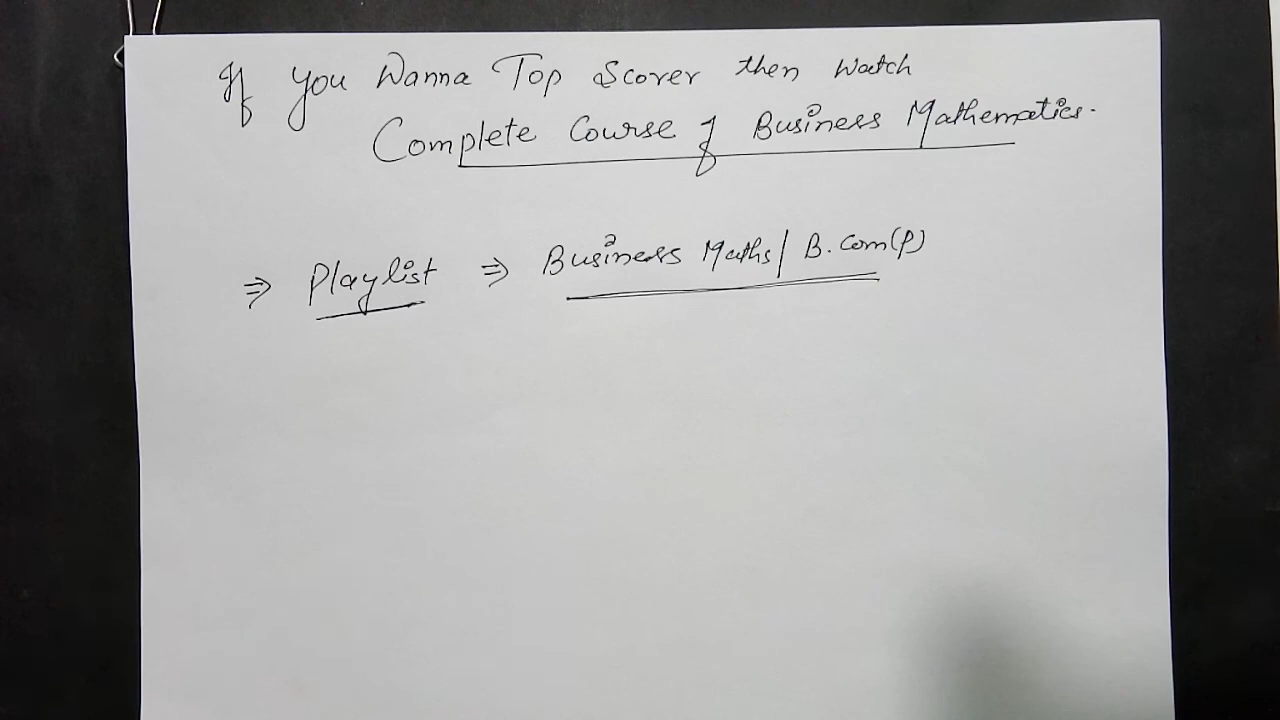 If you Wanna Top Scorer then Watch
Complete Course of Business Mathematics.
⇒ Playlist ⇒ Business Maths/ B.Com(P)